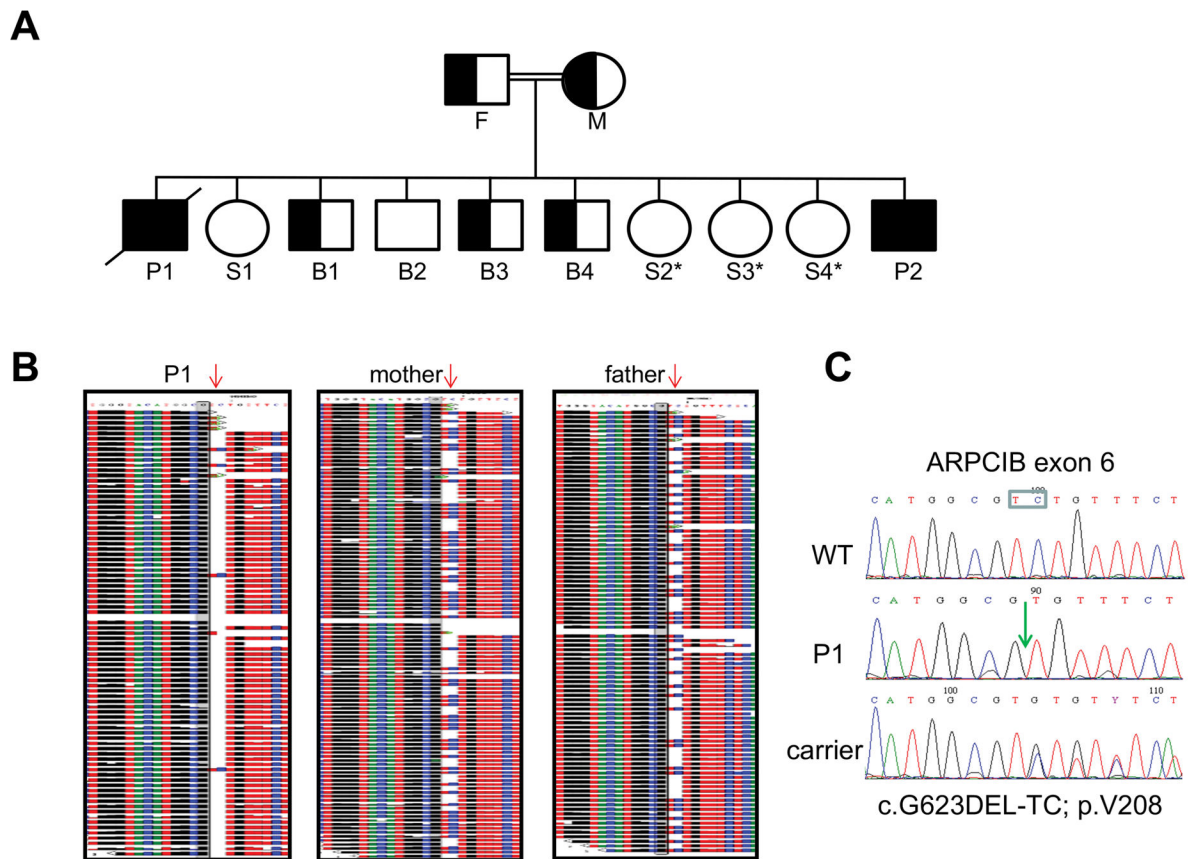 A
F M
P1 S1 B1 B2 B3 B4 S2* S3* S4* P2
B
P1 mother father
C
ARPCIB exon 6
100
C A T G G C G T C T G T T T C T
WT
90
C A T G G C G T G T T T C T
P1
100 110
C A T G G C G T G T G T Y T C T
carrier
c.G623DEL-TC; p.V208